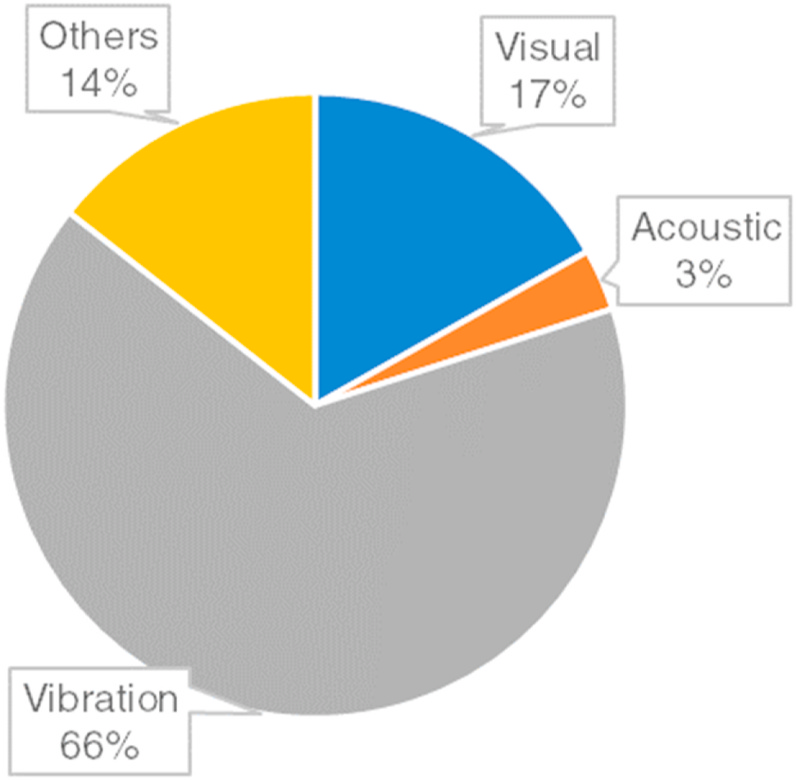 Others
14%
Visual
17%
Acoustic
3%
Vibration
66%